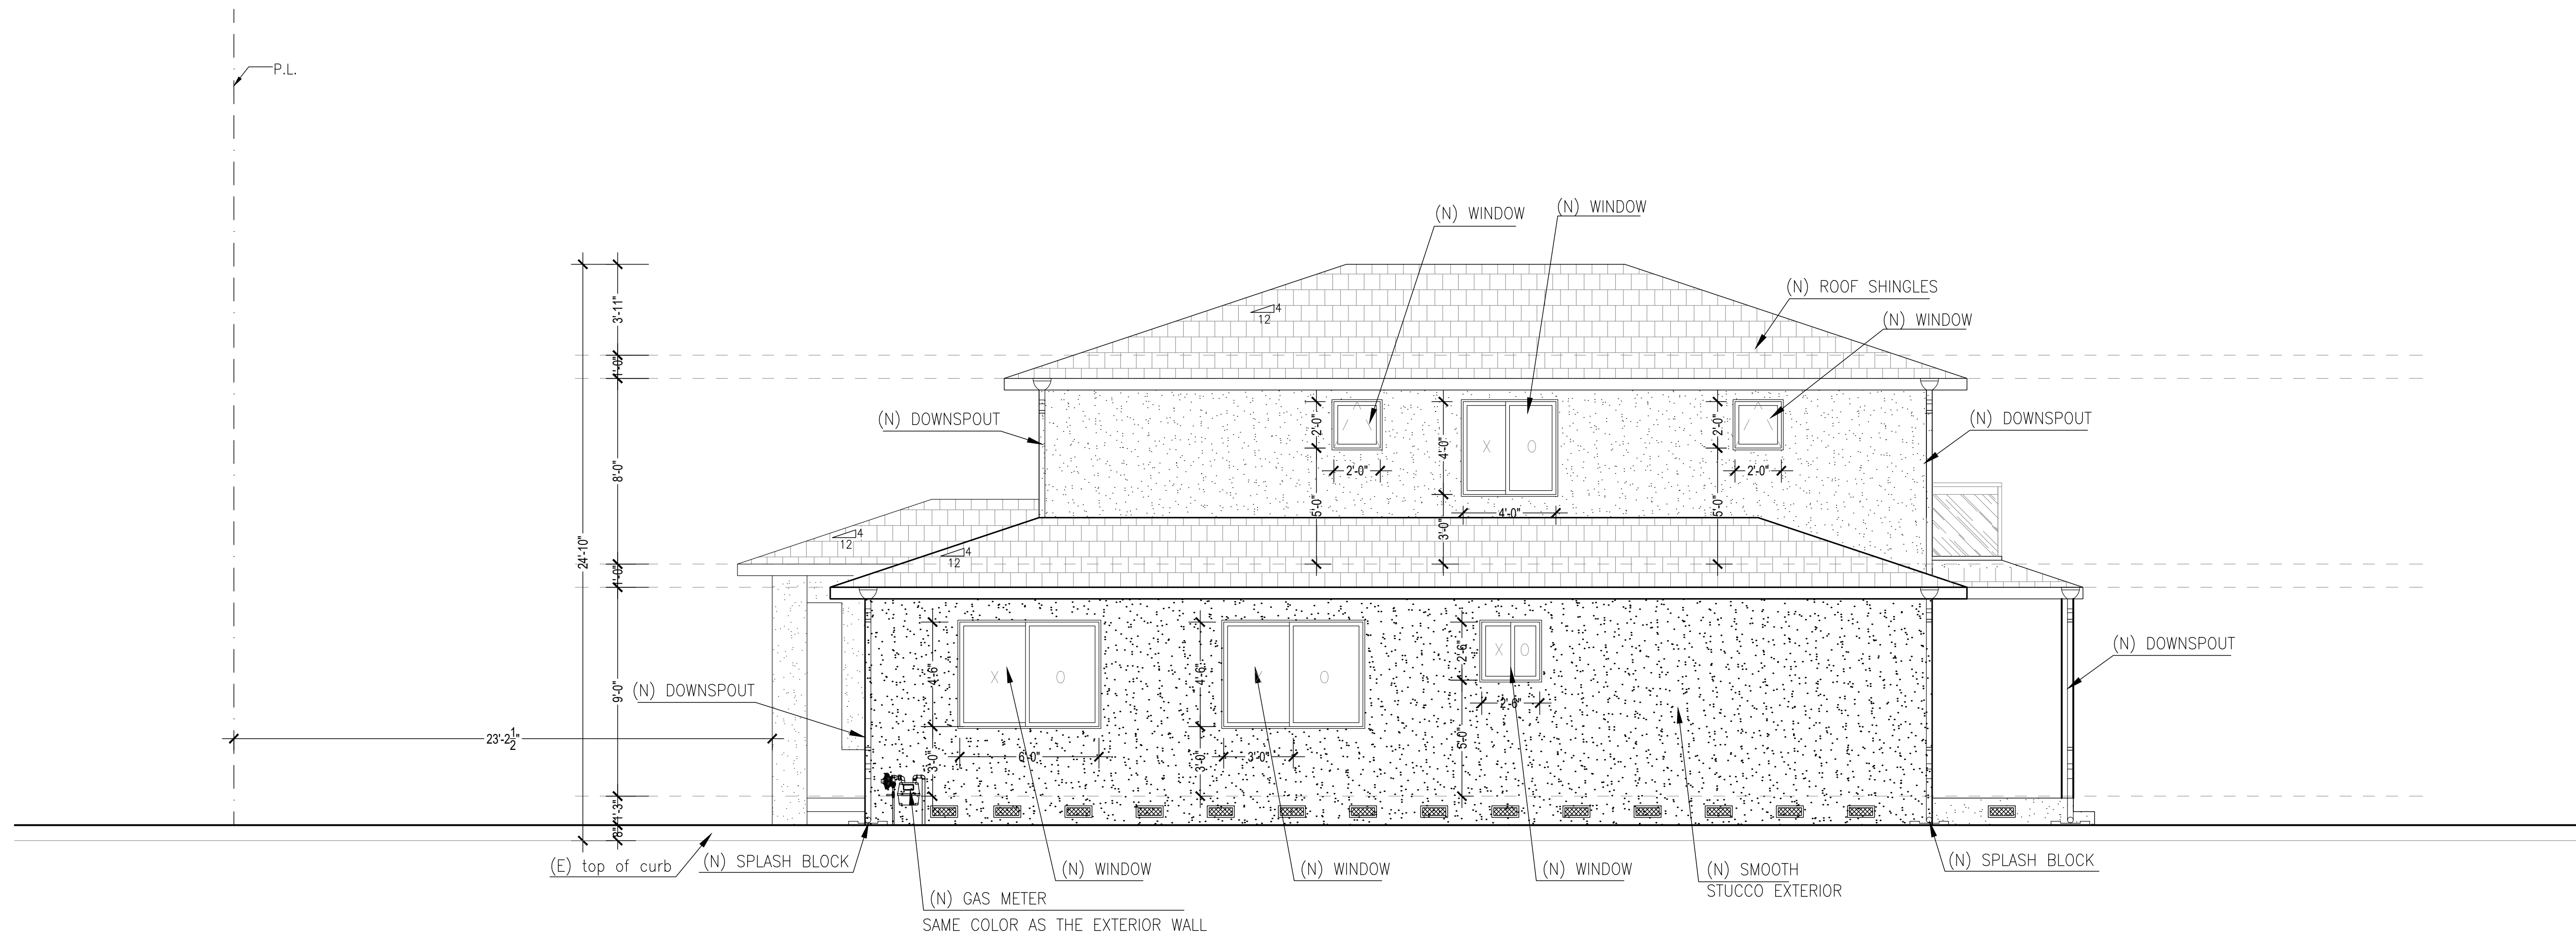 P.L.
(N) WINDOW
(N) WINDOW
(N) ROOF SHINGLES
4
12
(N) WINDOW
3'-11"
1'-0"
(N) DOWNSPOUT
(N) DOWNSPOUT
2'-0"
4'-0"
2'-0"
X
O
8'-0"
2'-0"
2'-0"
5'-0"
3'-0"
4'-0"
5'-0"
4
12
4
12
24'-10"
1'-0"
(N) DOWNSPOUT
9'-0"
4'-6"
X
O
4'-6"
X
O
2'-6"
X
O
(N) DOWNSPOUT
2'-6"
23'-2 1/2"
3'-0"
6'-0"
3'-0"
3'-0"
5'-0"
1'-3"
8"
(E) top of curb
(N) SPLASH BLOCK
(N) WINDOW
(N) WINDOW
(N) WINDOW
(N) SMOOTH
STUCCO EXTERIOR
(N) SPLASH BLOCK
(N) GAS METER
SAME COLOR AS THE EXTERIOR WALL